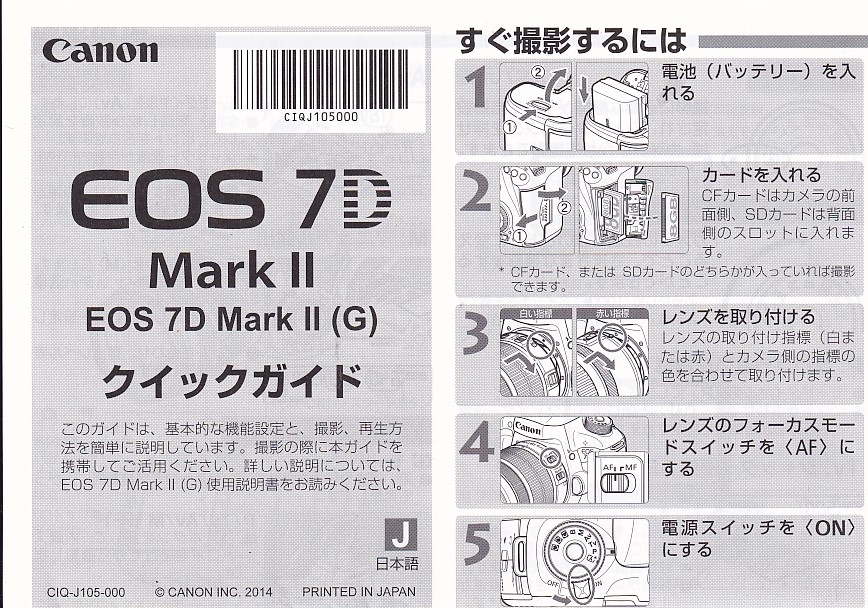 Canon
CIQJ105000
EOS 7D
Mark II
EOS 7D Mark II (G)
クイックガイド
このガイドは、基本的な機能設定と、撮影、再生方
法を簡単に説明しています。撮影の際に本ガイドを
携帯してご活用ください。詳しい説明については、
EOS 7D Mark II (G) 使用説明書をお読みください。
J
日本語
CIQ-J105-000 © CANON INC. 2014 PRINTED IN JAPAN
すぐ撮影するには
1
②
①
電池（バッテリー）を入
れる
2
①
②
8GB
カードを入れる
CFカードはカメラの前
面側、SDカードは背面
側のスロットに入れま
す。
* CFカード、または SDカードのどちらかが入っていれば撮影
できます。
3
白い指標
赤い指標
レンズを取り付ける
レンズの取り付け指標（白ま
たは赤）とカメラ側の指標の
色を合わせて取り付けます。
4
Canon
AF MF
レンズのフォーカスモー
ドスイッチを〈AF〉に
する
5
OFF ON
電源スイッチを〈ON〉
にする